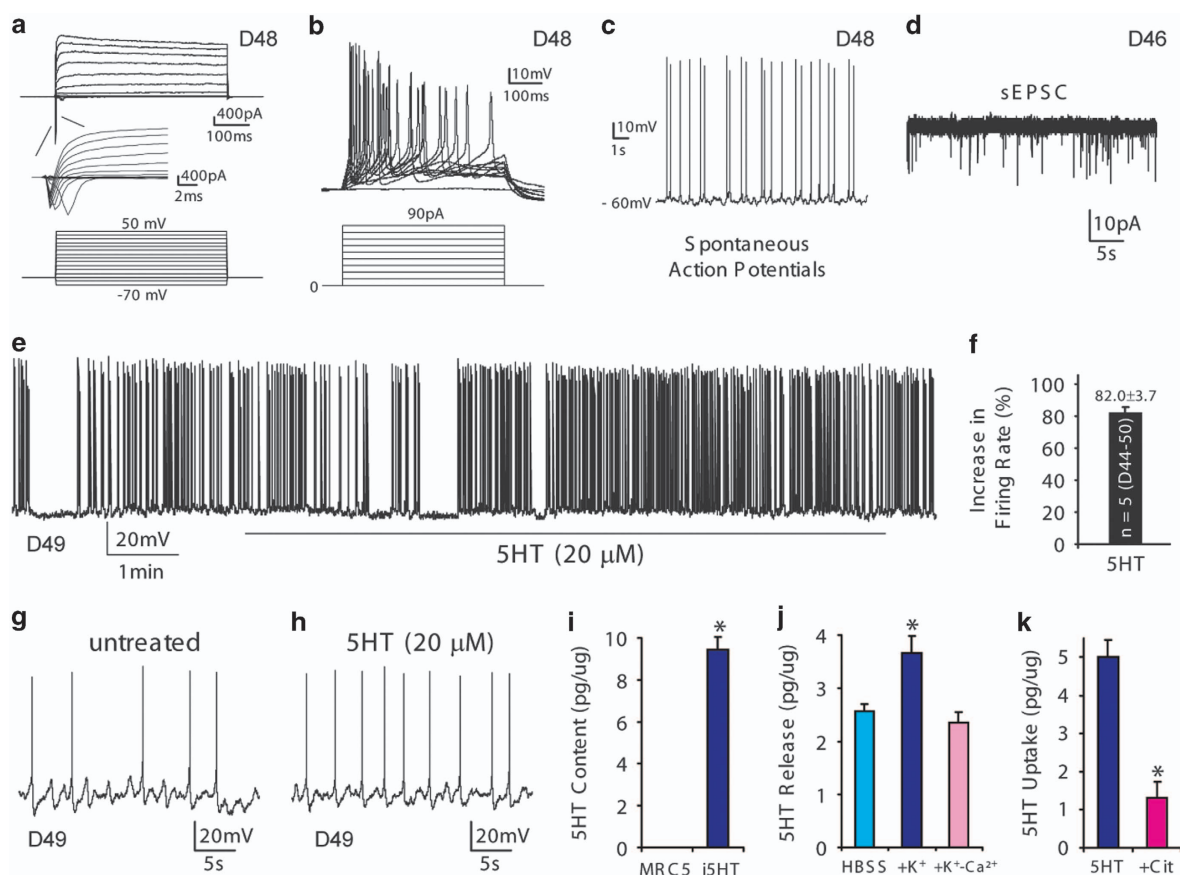 a
D48
400pA
100ms
400pA
2ms
50 mV
-70 mV
b
D48
10mV
100ms
90pA
0
c
D48
10mV
1s
- 60mV
Spontaneous
Action Potentials
d
D46
sEPSC
10pA
5s
e
D49
20mV
1min
5HT (20 µM)
f
Increase in
Firing Rate (%)
100
80
60
40
20
0
82.0±3.7
n = 5 (D44-50)
5HT
g
untreated
D49
20mV
5s
h
5HT (20 µM)
D49
20mV
5s
i
5HT Content (pg/ug)
10
8
6
4
2
0
*
MRC5 i5HT
j
5HT Release (pg/ug)
4
3
2
1
0
*
HBSS +K⁺ +K⁺-Ca²⁺
k
5HT Uptake (pg/ug)
5
4
3
2
1
0
*
5HT +Cit